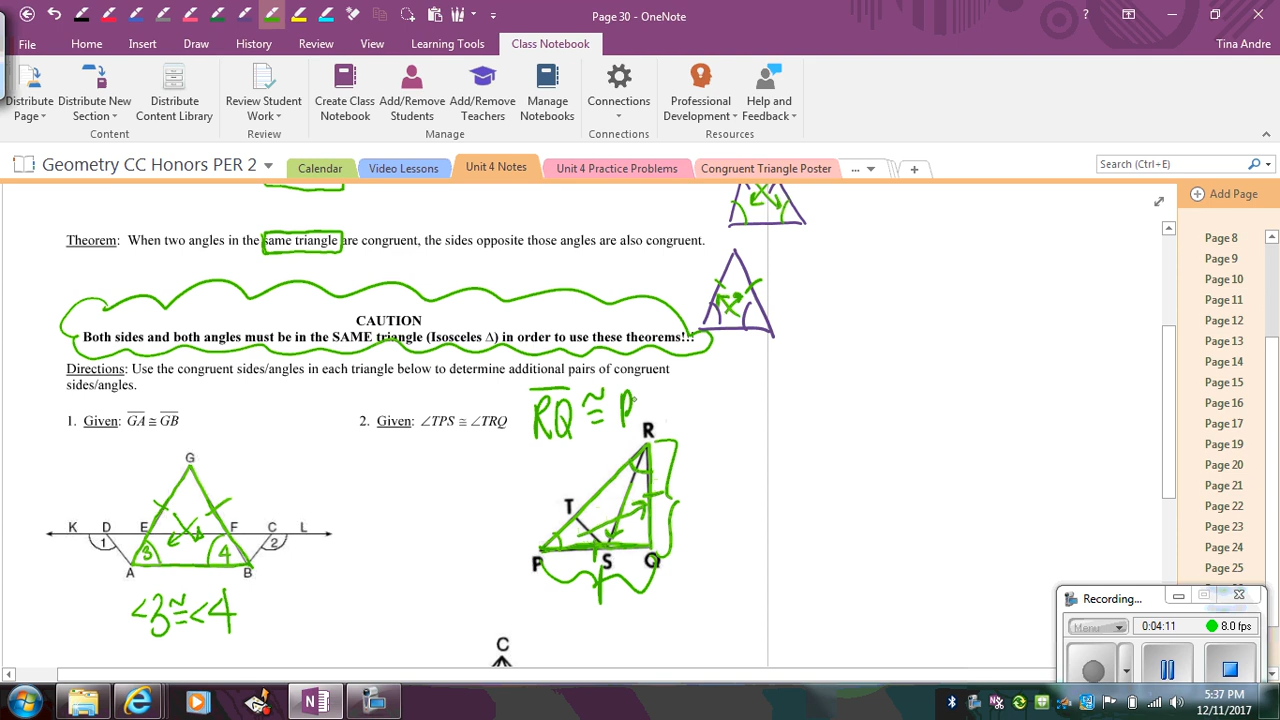 Page 30 - OneNote
?
File Home Insert Draw History Review View Learning Tools Class Notebook Tina Andre
Distribute Page Distribute New Section Distribute Content Library Review Student Work Create Class Notebook Add/Remove Students Add/Remove Teachers Manage Notebooks Connections Professional Development Help and Feedback
Content Review Manage Connections Resources
Geometry CC Honors PER 2 Calendar Video Lessons Unit 4 Notes Unit 4 Practice Problems Congruent Triangle Poster ... + Search (Ctrl+E)
Add Page
Page 8
Page 9
Page 10
Page 11
Page 12
Page 13
Page 14
Page 15
Page 16
Page 17
Page 19
Page 20
Page 21
Page 22
Page 23
Page 24
Page 25
Theorem: When two angles in the same triangle are congruent, the sides opposite those angles are also congruent.
CAUTION
Both sides and both angles must be in the SAME triangle (Isosceles Δ) in order to use these theorems!!!
Directions: Use the congruent sides/angles in each triangle below to determine additional pairs of congruent
sides/angles.
1. Given: G͞A͞ ≅ G͞B͞
2. Given: ∠TPS ≅ ∠TRQ
R͞Q͞ ≅ P
G
K D E F C L
1 3 4 2
A B
<3 ≅ <4
R
T
P S Q
C
Recording...
Menu 0:04:11 8.0 fps
5:37 PM
12/11/2017